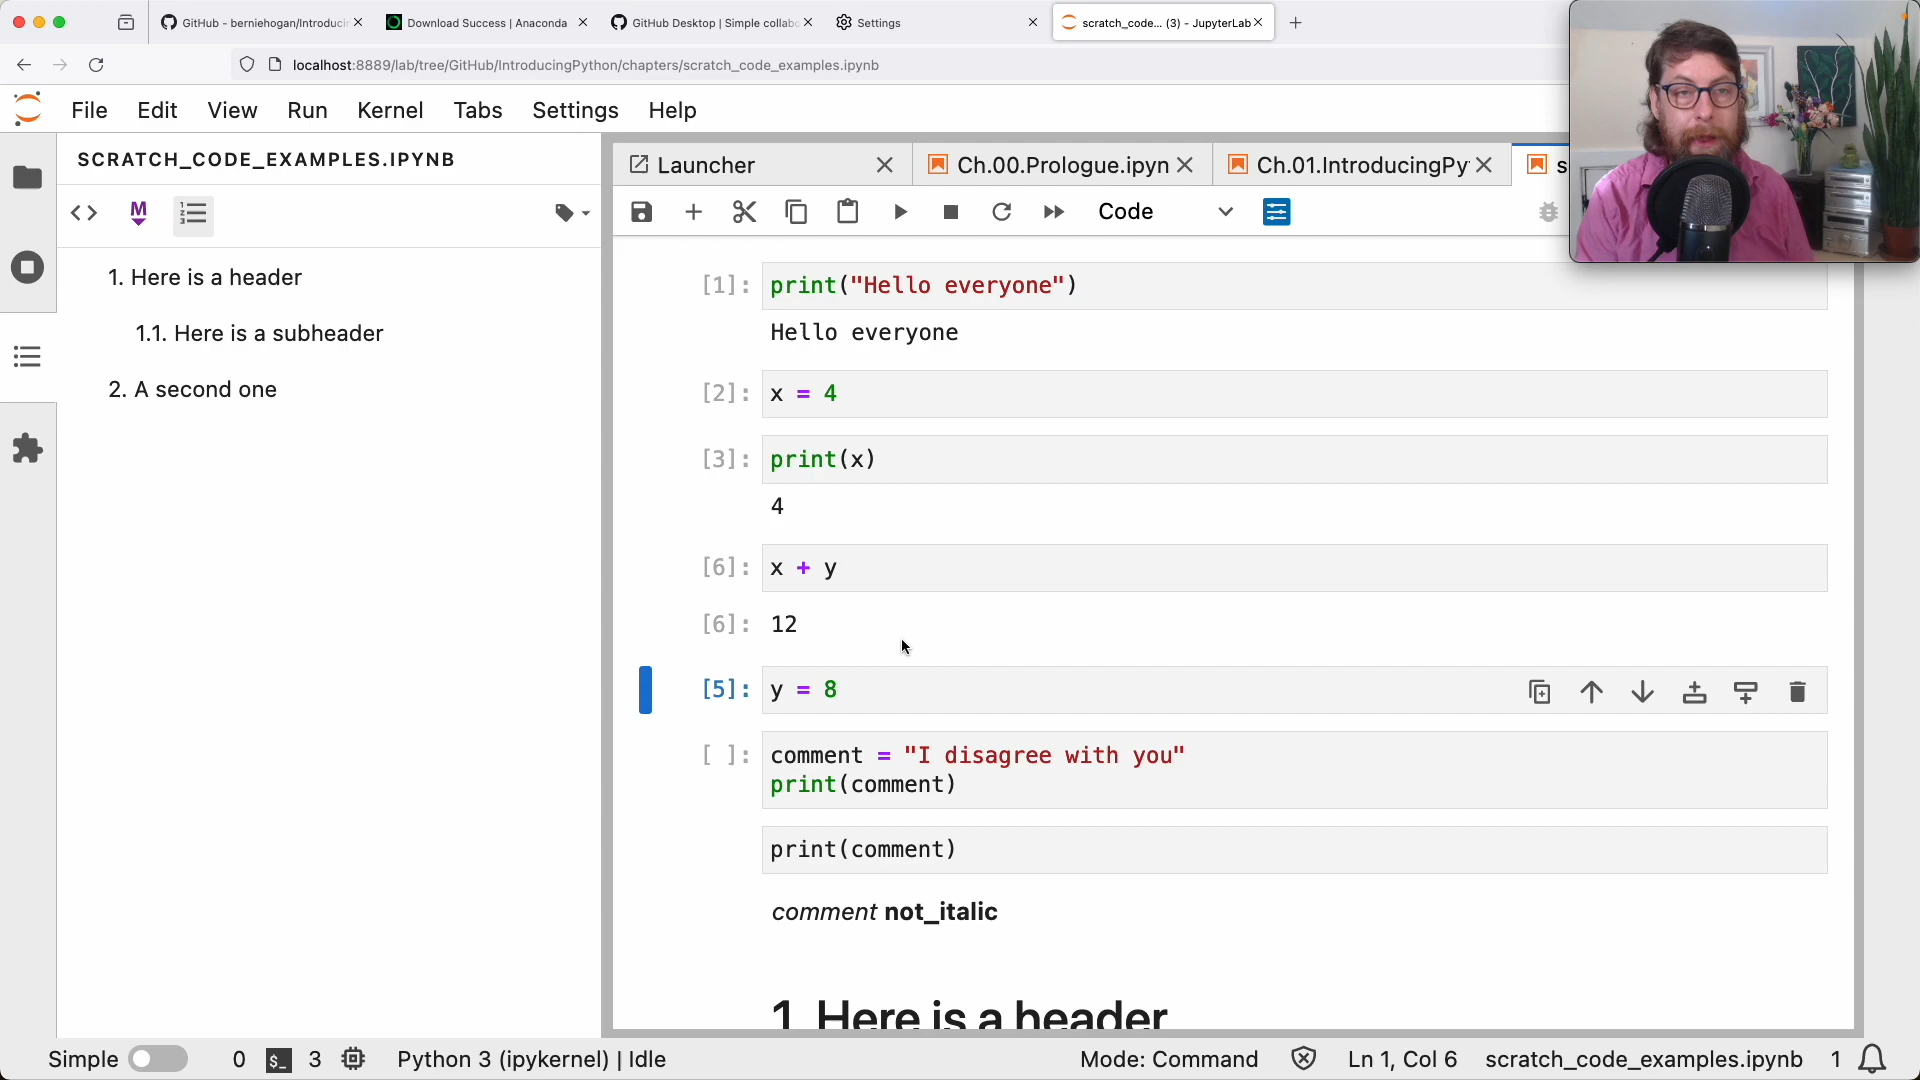 GitHub - berniehogan/Introducin
Download Success | Anaconda
GitHub Desktop | Simple collabo
Settings
scratch_code... (3) - JupyterLab
localhost:8889/lab/tree/GitHub/IntroducingPython/chapters/scratch_code_examples.ipynb
File Edit View Run Kernel Tabs Settings Help
SCRATCH_CODE_EXAMPLES.IPYNB
Launcher
Ch.00.Prologue.ipyn
Ch.01.IntroducingPy
s
M
Code
1. Here is a header
1.1. Here is a subheader
2. A second one
[1]: print("Hello everyone")
Hello everyone
[2]: x = 4
[3]: print(x)
4
[6]: x + y
[6]: 12
[5]: y = 8
[ ]: comment = "I disagree with you"
print(comment)
print(comment)
comment not_italic
1 Here is a header
Simple 0 $_ 3 Python 3 (ipykernel) | Idle Mode: Command Ln 1, Col 6 scratch_code_examples.ipynb 1